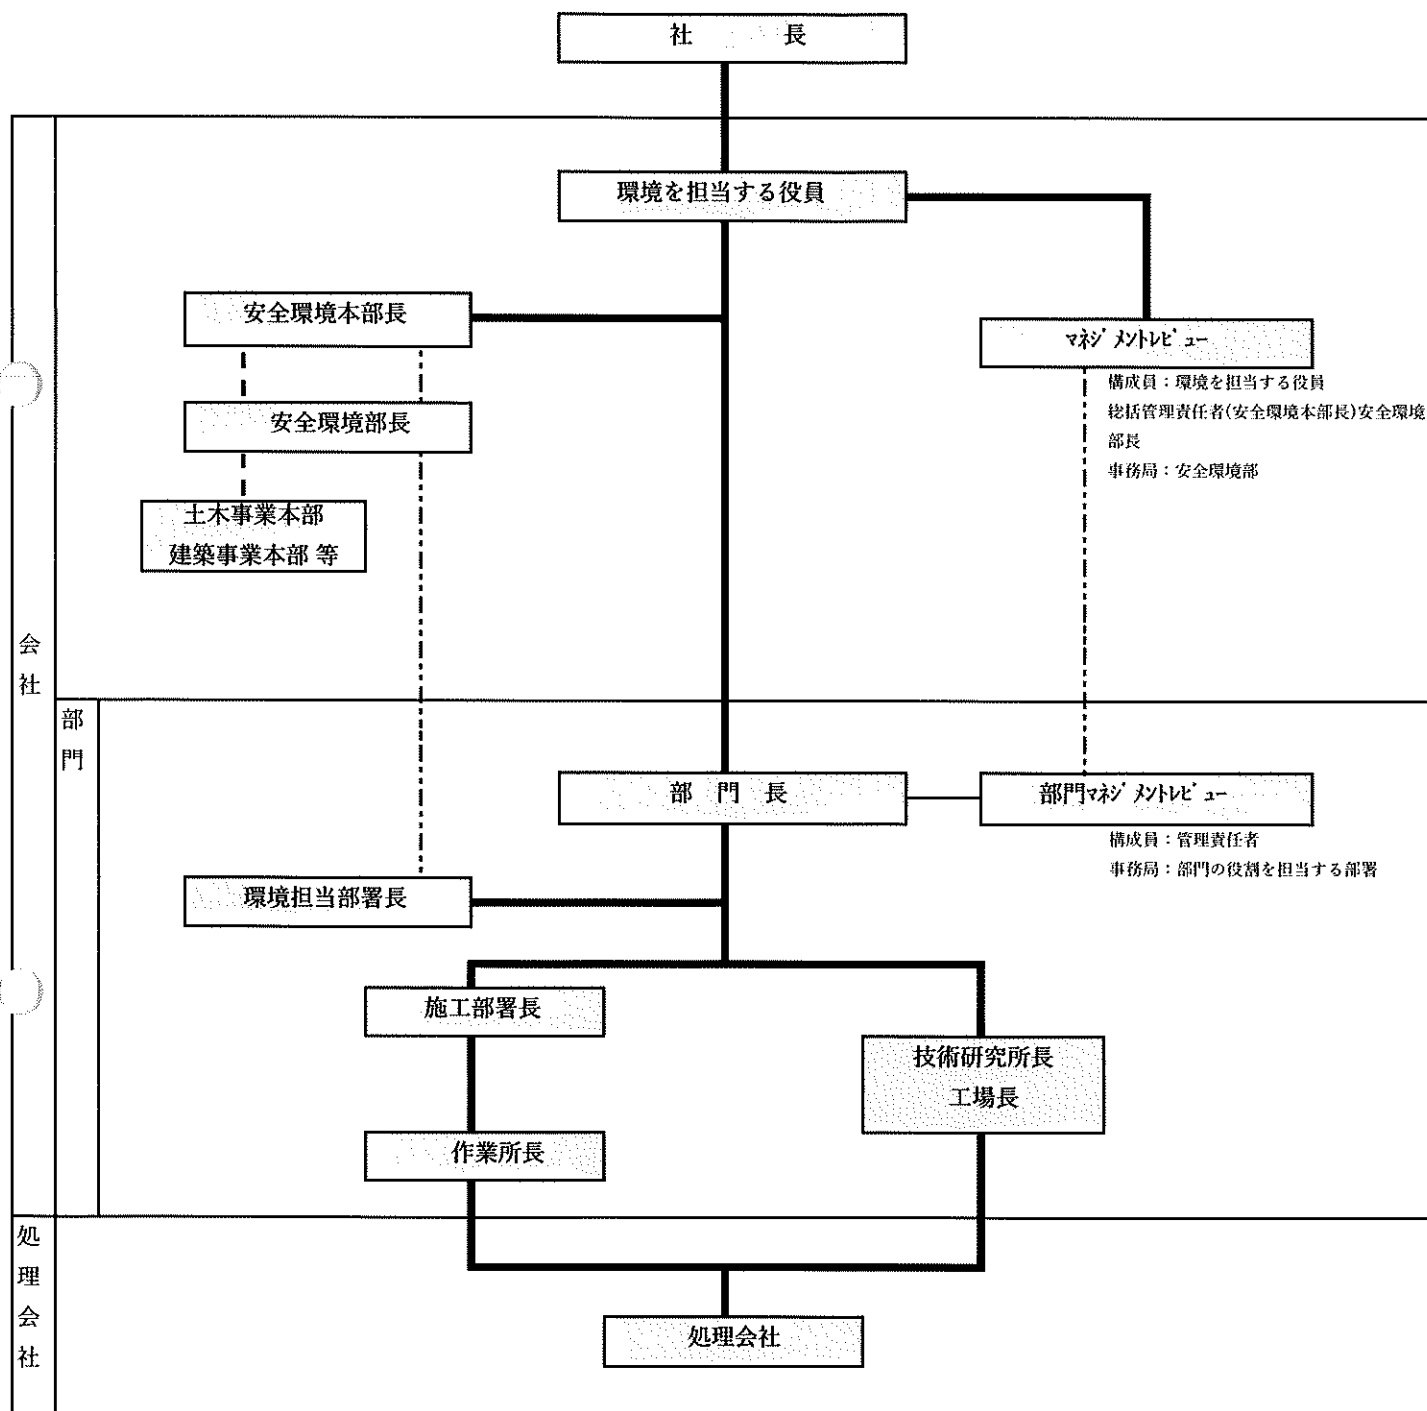 社　長
環境を担当する役員
安全環境本部長
マネジメントレビュー
構成員：環境を担当する役員
総括管理責任者(安全環境本部長)安全環境
部長
事務局：安全環境部
安全環境部長
土木事業本部
建築事業本部 等
会社
部門
部　門　長
部門マネジメントレビュー
構成員：管理責任者
事務局：部門の役割を担当する部署
環境担当部署長
施工部署長
技術研究所長
工場長
作業所長
処理会社
処理会社